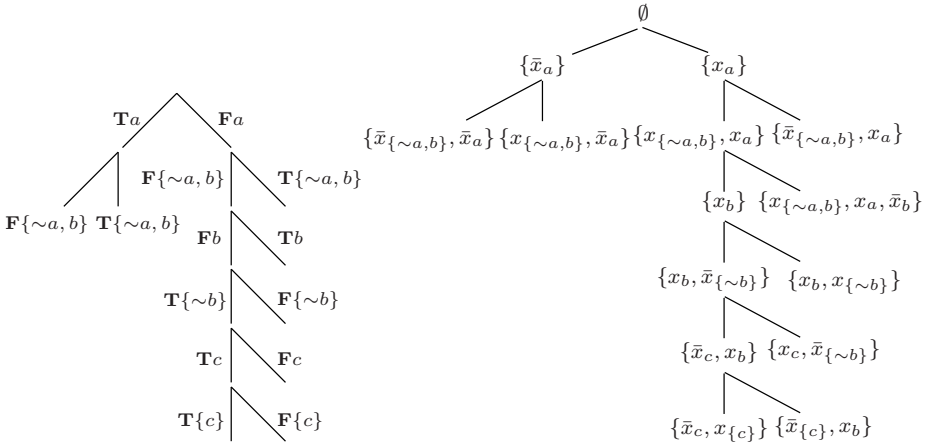 ∅
{x̄_a} {x_a}
Ta Fa
{x̄_{∼a,b}, x̄_a} {x_{∼a,b}, x̄_a} {x_{∼a,b}, x_a} {x̄_{∼a,b}, x_a}
F{∼a, b} T{∼a, b}
{x_b} {x_{∼a,b}, x_a, x̄_b}
F{∼a, b} T{∼a, b}
Fb Tb
{x_b, x̄_{∼b}} {x_b, x_{∼b}}
T{∼b} F{∼b}
{x̄_c, x_b} {x_c, x̄_{∼b}}
Tc Fc
T{c} F{c}
{x̄_c, x_{c}} {x̄_{c}, x_b}